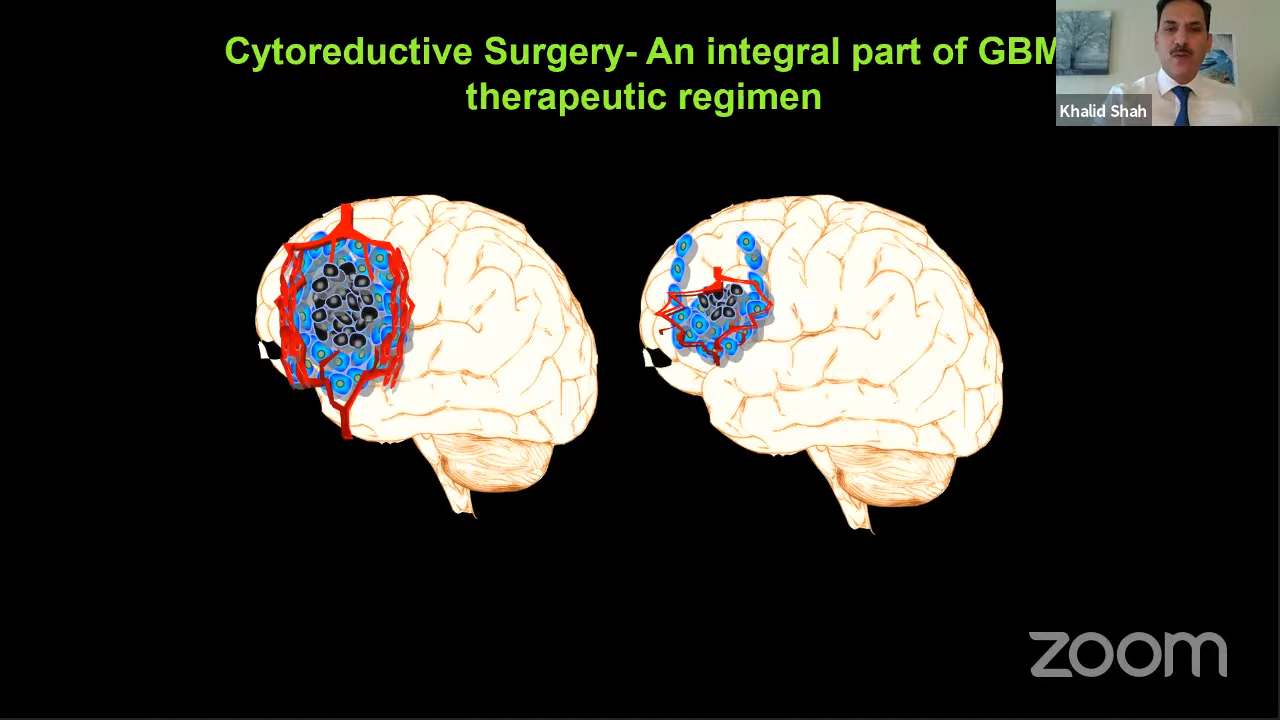 Cytoreductive Surgery- An integral part of GBM
therapeutic regimen
Khalid Shah
zoom